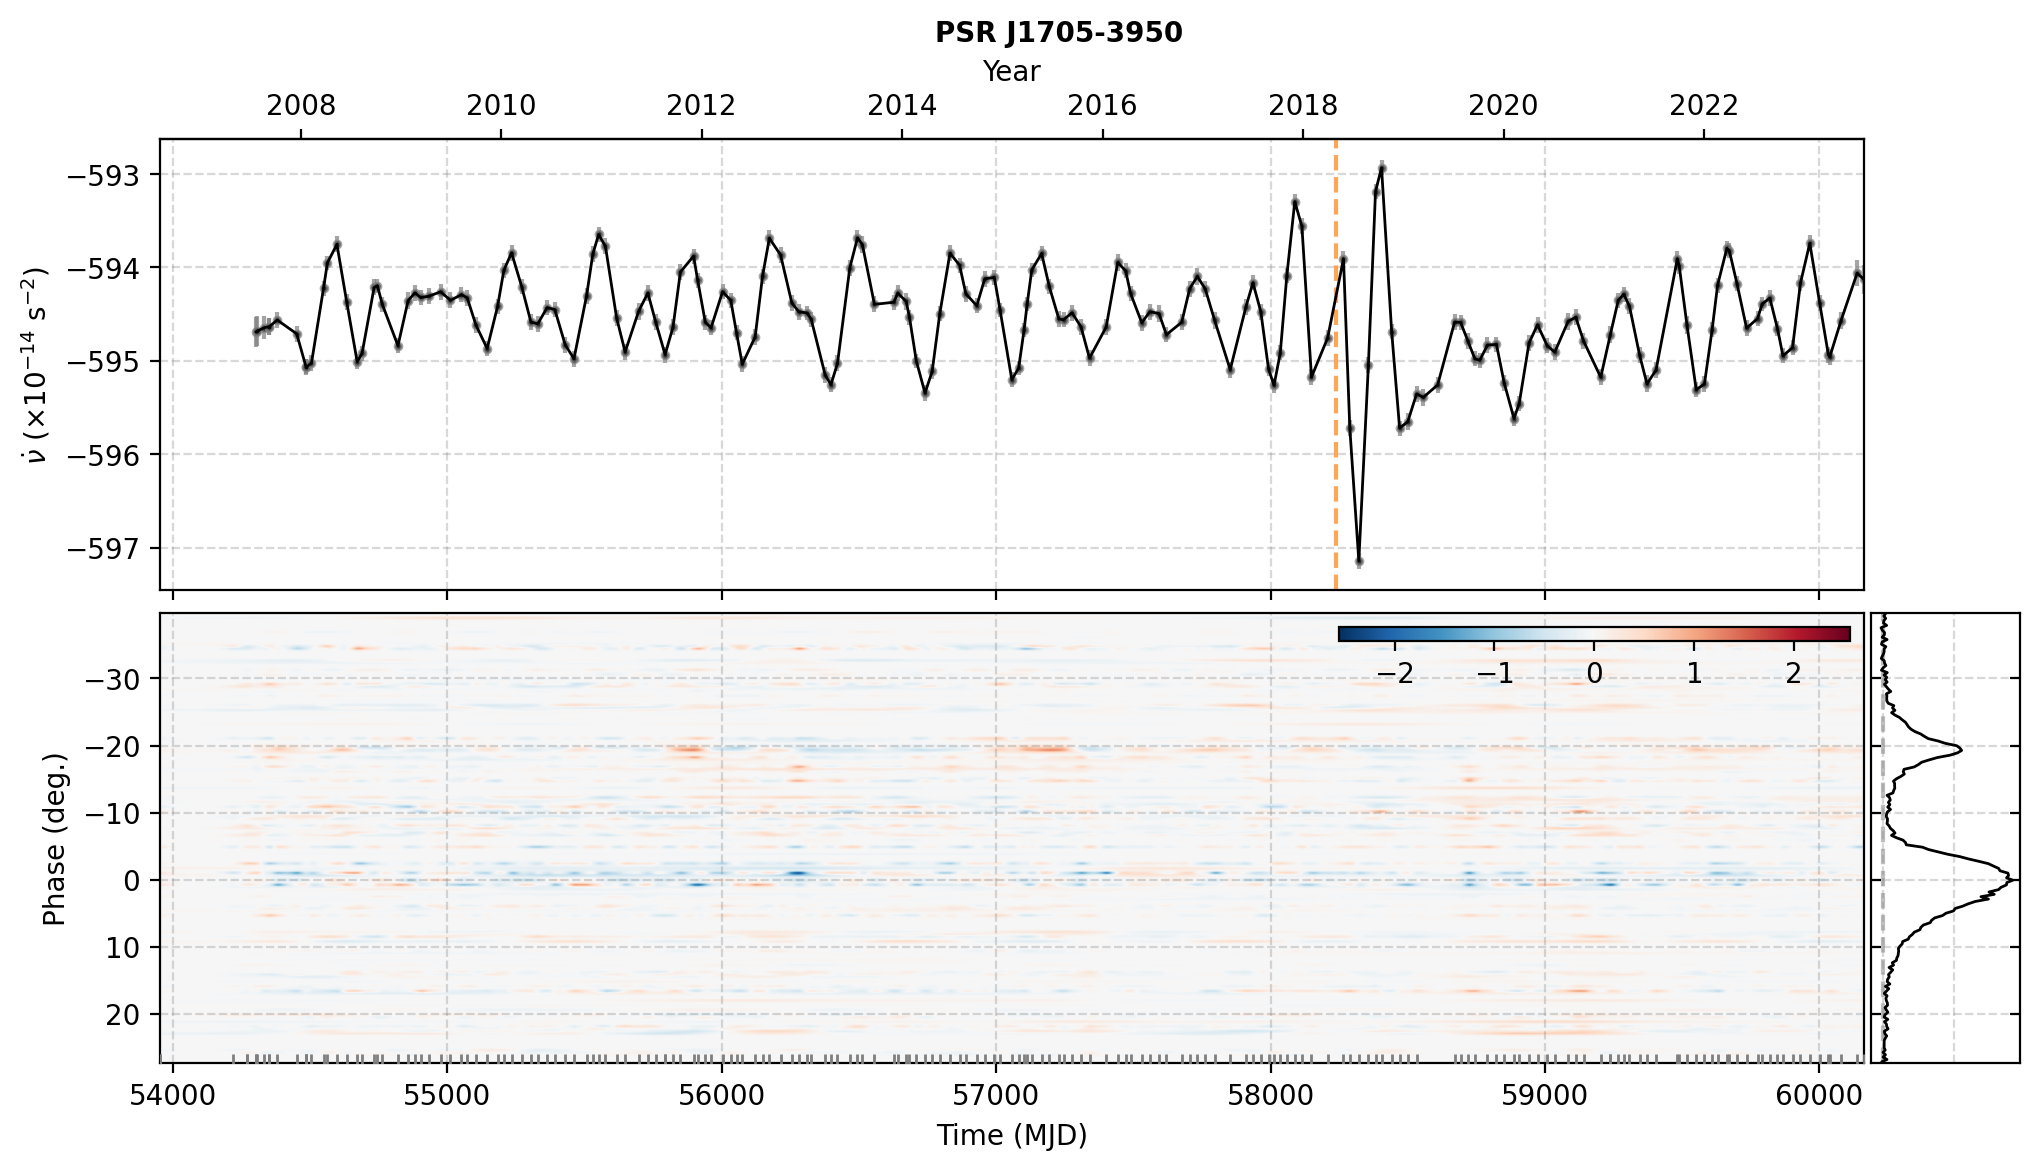 PSR J1705-3950
Year
2008 2010 2012 2014 2016 2018 2020 2022
−593
−594
−595
−596
−597
ν̇ (×10⁻¹⁴ s⁻²)
−2 −1 0 1 2
−30
−20
−10
0
10
20
Phase (deg.)
54000 55000 56000 57000 58000 59000 60000
Time (MJD)